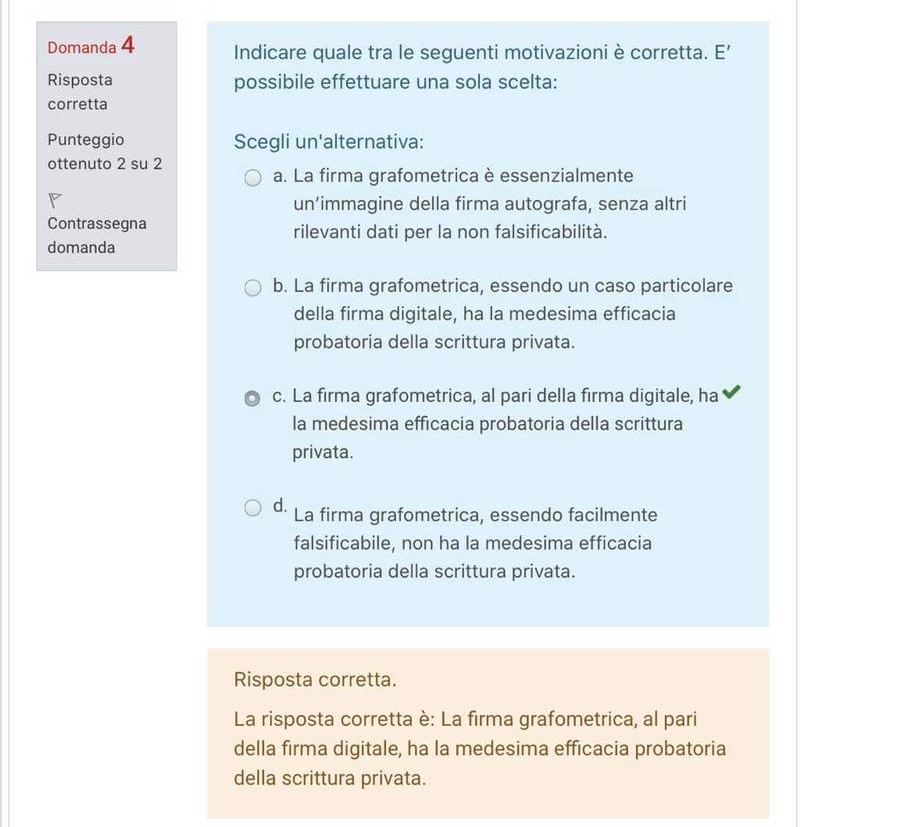 Domanda 4
Risposta
corretta
Punteggio
ottenuto 2 su 2
Contrassegna
domanda
Indicare quale tra le seguenti motivazioni è corretta. E’
possibile effettuare una sola scelta:
Scegli un'alternativa:
a. La firma grafometrica è essenzialmente
un’immagine della firma autografa, senza altri
rilevanti dati per la non falsificabilità.
b. La firma grafometrica, essendo un caso particolare
della firma digitale, ha la medesima efficacia
probatoria della scrittura privata.
c. La firma grafometrica, al pari della firma digitale, ha
la medesima efficacia probatoria della scrittura
privata.
d.
La firma grafometrica, essendo facilmente
falsificabile, non ha la medesima efficacia
probatoria della scrittura privata.
Risposta corretta.
La risposta corretta è: La firma grafometrica, al pari
della firma digitale, ha la medesima efficacia probatoria
della scrittura privata.